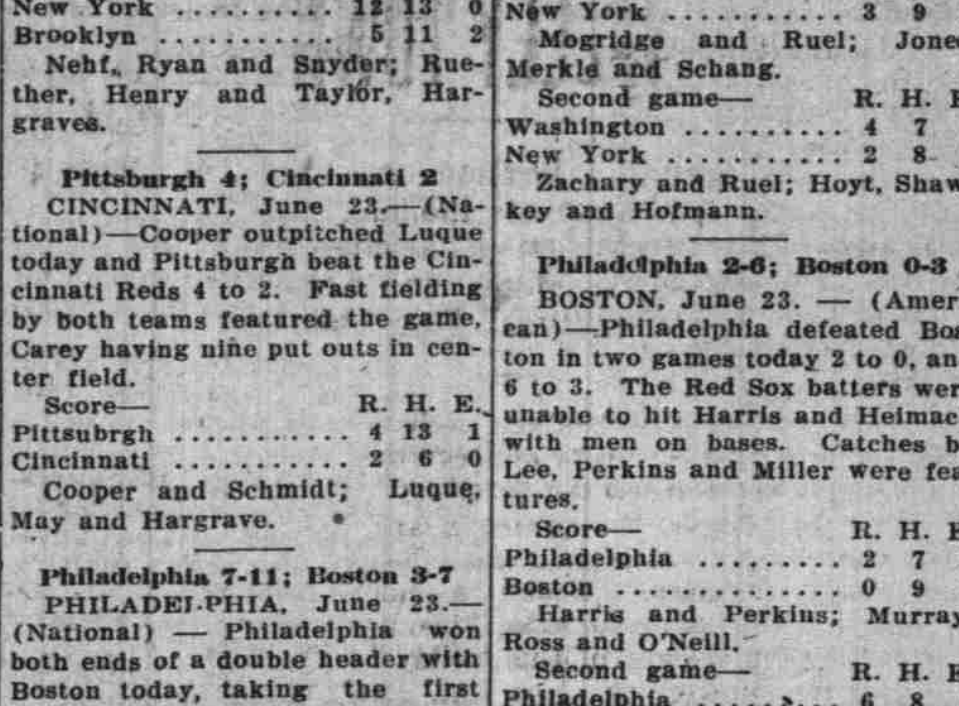 New York .......... 12 13 0
Brooklyn ........... 5 11 2
Nehf, Ryan and Snyder; Rue-
ther, Henry and Taylor, Har-
graves.
Pittsburgh 4; Cincinnati 2
CINCINNATI, June 23.—(Na-
tional)—Cooper outpitched Luque
today and Pittsburgh beat the Cin-
cinnati Reds 4 to 2. Fast fielding
by both teams featured the game,
Carey having nine put outs in cen-
ter field.
Score— R. H. E.
Pittsubrgh ........... 4 13 1
Cincinnati ........... 2 6 0
Cooper and Schmidt; Luque,
May and Hargrave.
Philadelphia 7-11; Boston 3-7
PHILADELPHIA, June 23.—
(National) — Philadelphia won
both ends of a double header with
Boston today, taking the first
New York ........... 3 9
Mogridge and Ruel; Jone
Merkle and Schang.
Second game— R. H. E
Washington .......... 4 7
New York ........... 2 8
Zachary and Ruel; Hoyt, Shaw
key and Hofmann.
Philadelphia 2-6; Boston 0-3
BOSTON, June 23. — (Amer
ean)—Philadelphia defeated Bos
ton in two games today 2 to 0, an
6 to 3. The Red Sox batters wer
unable to hit Harris and Heimac
with men on bases. Catches b
Lee, Perkins and Miller were fea
tures.
Score— R. H. E
Philadelphia ......... 2 7
Boston .............. 0 9
Harris and Perkins; Murray
Ross and O'Neill.
Second game— R. H. E
Philadelphia ......... 6 8